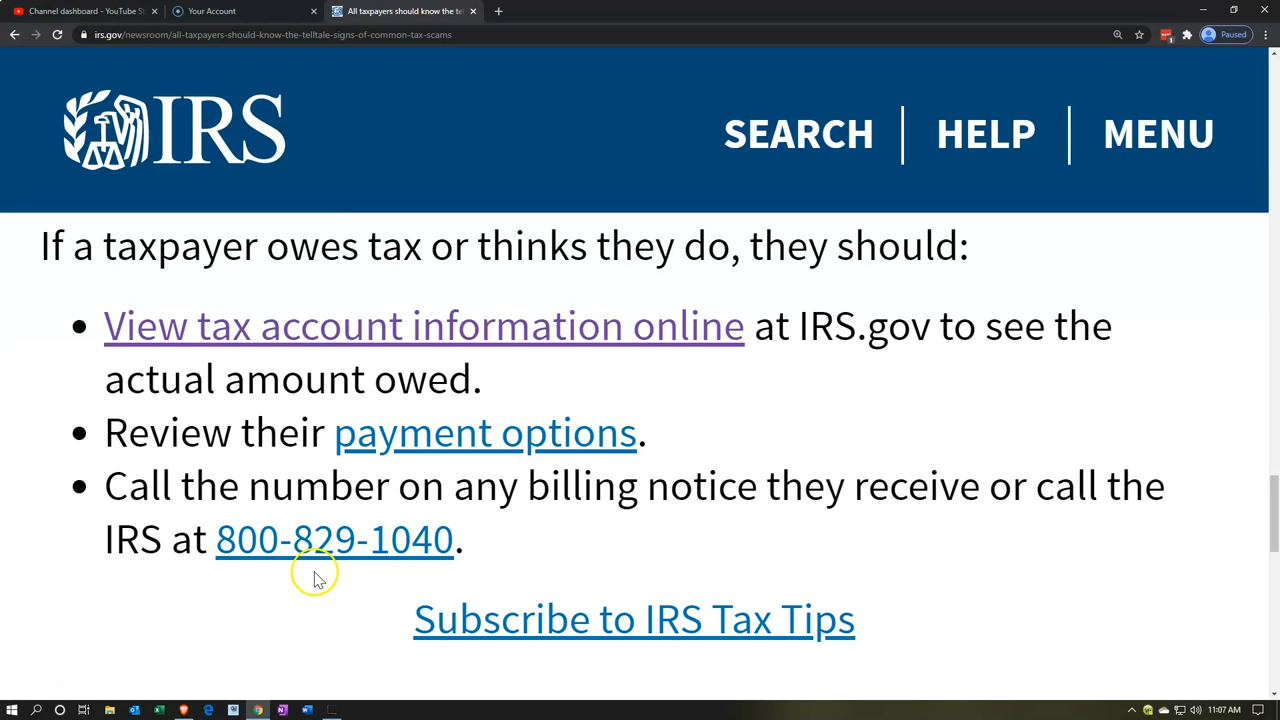 Channel dashboard - YouTube St
Your Account
All taxpayers should know the tel
irs.gov/newsroom/all-taxpayers-should-know-the-telltale-signs-of-common-tax-scams
1
Paused
IRS
SEARCH
HELP
MENU
If a taxpayer owes tax or thinks they do, they should:
• View tax account information online at IRS.gov to see the
actual amount owed.
• Review their payment options.
• Call the number on any billing notice they receive or call the
IRS at 800-829-1040.
Subscribe to IRS Tax Tips
11:07 AM